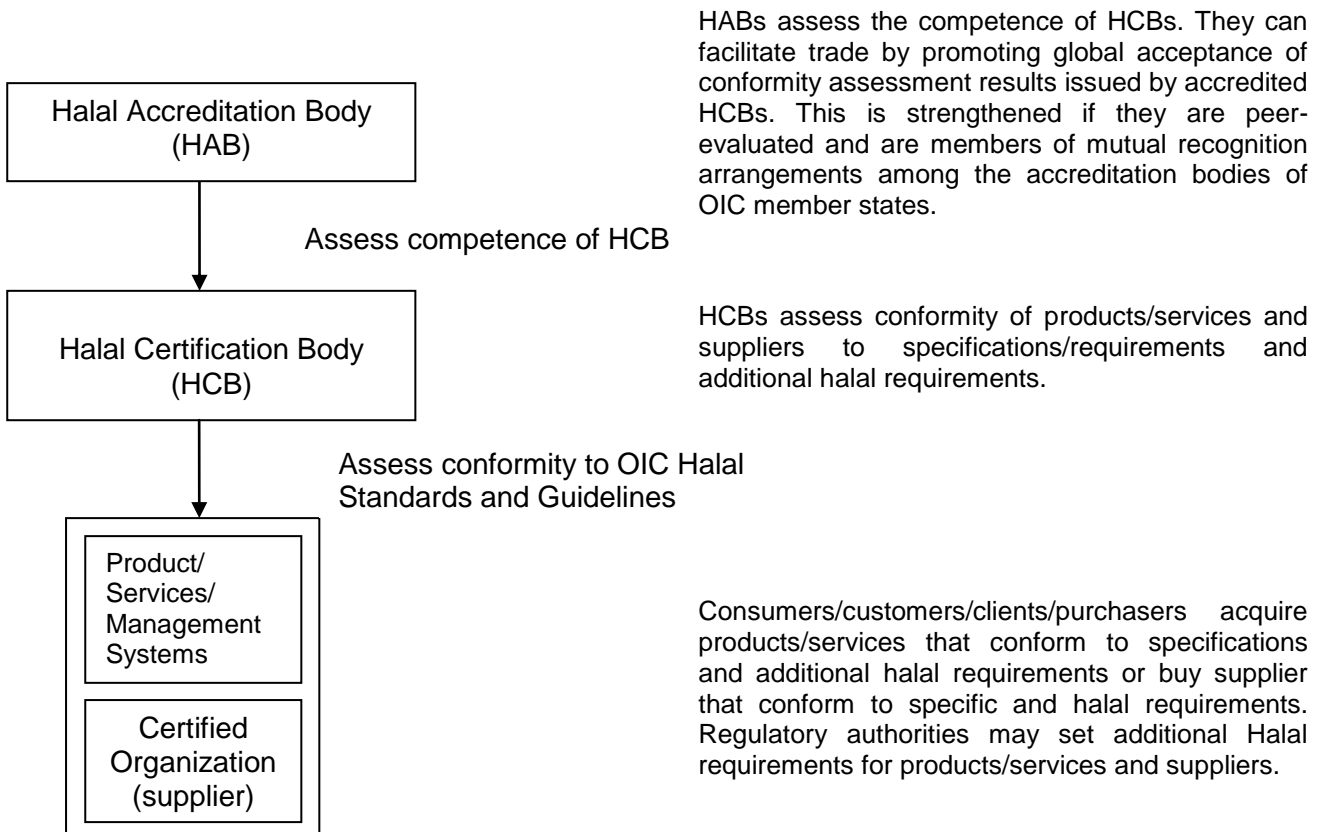 HABs assess the competence of HCBs. They can
facilitate trade by promoting global acceptance of
conformity assessment results issued by accredited
HCBs. This is strengthened if they are peer-
evaluated and are members of mutual recognition
arrangements among the accreditation bodies of
OIC member states.
Halal Accreditation Body
(HAB)
Assess competence of HCB
Halal Certification Body
(HCB)
HCBs assess conformity of products/services and
suppliers to specifications/requirements and
additional halal requirements.
Assess conformity to OIC Halal
Standards and Guidelines
Product/
Services/
Management
Systems
Certified
Organization
(supplier)
Consumers/customers/clients/purchasers acquire
products/services that conform to specifications
and additional halal requirements or buy supplier
that conform to specific and halal requirements.
Regulatory authorities may set additional Halal
requirements for products/services and suppliers.